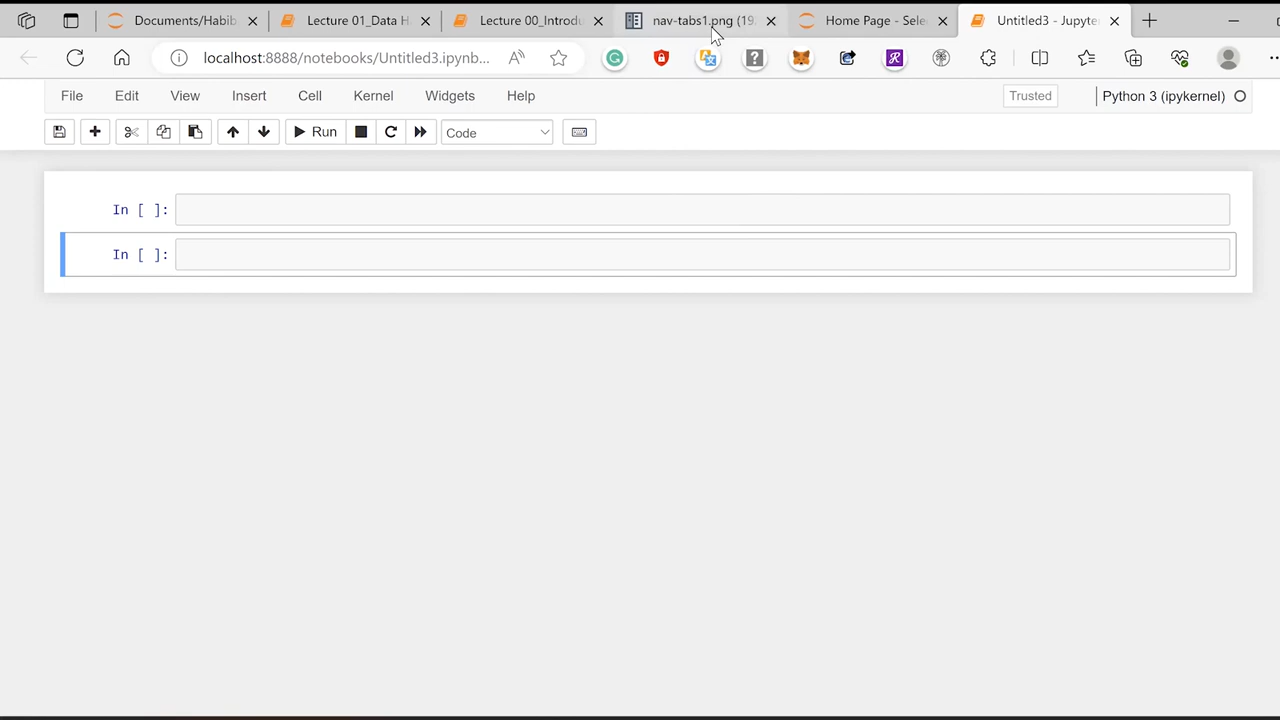 Documents/Habib Lecture 01_Data H Lecture 00_Introdu nav-tabs1.png (19 Home Page - Sele Untitled3 - Jupyte
localhost:8888/notebooks/Untitled3.ipynb...
File Edit View Insert Cell Kernel Widgets Help Trusted Python 3 (ipykernel)
Run Code
In [ ]:
In [ ]: